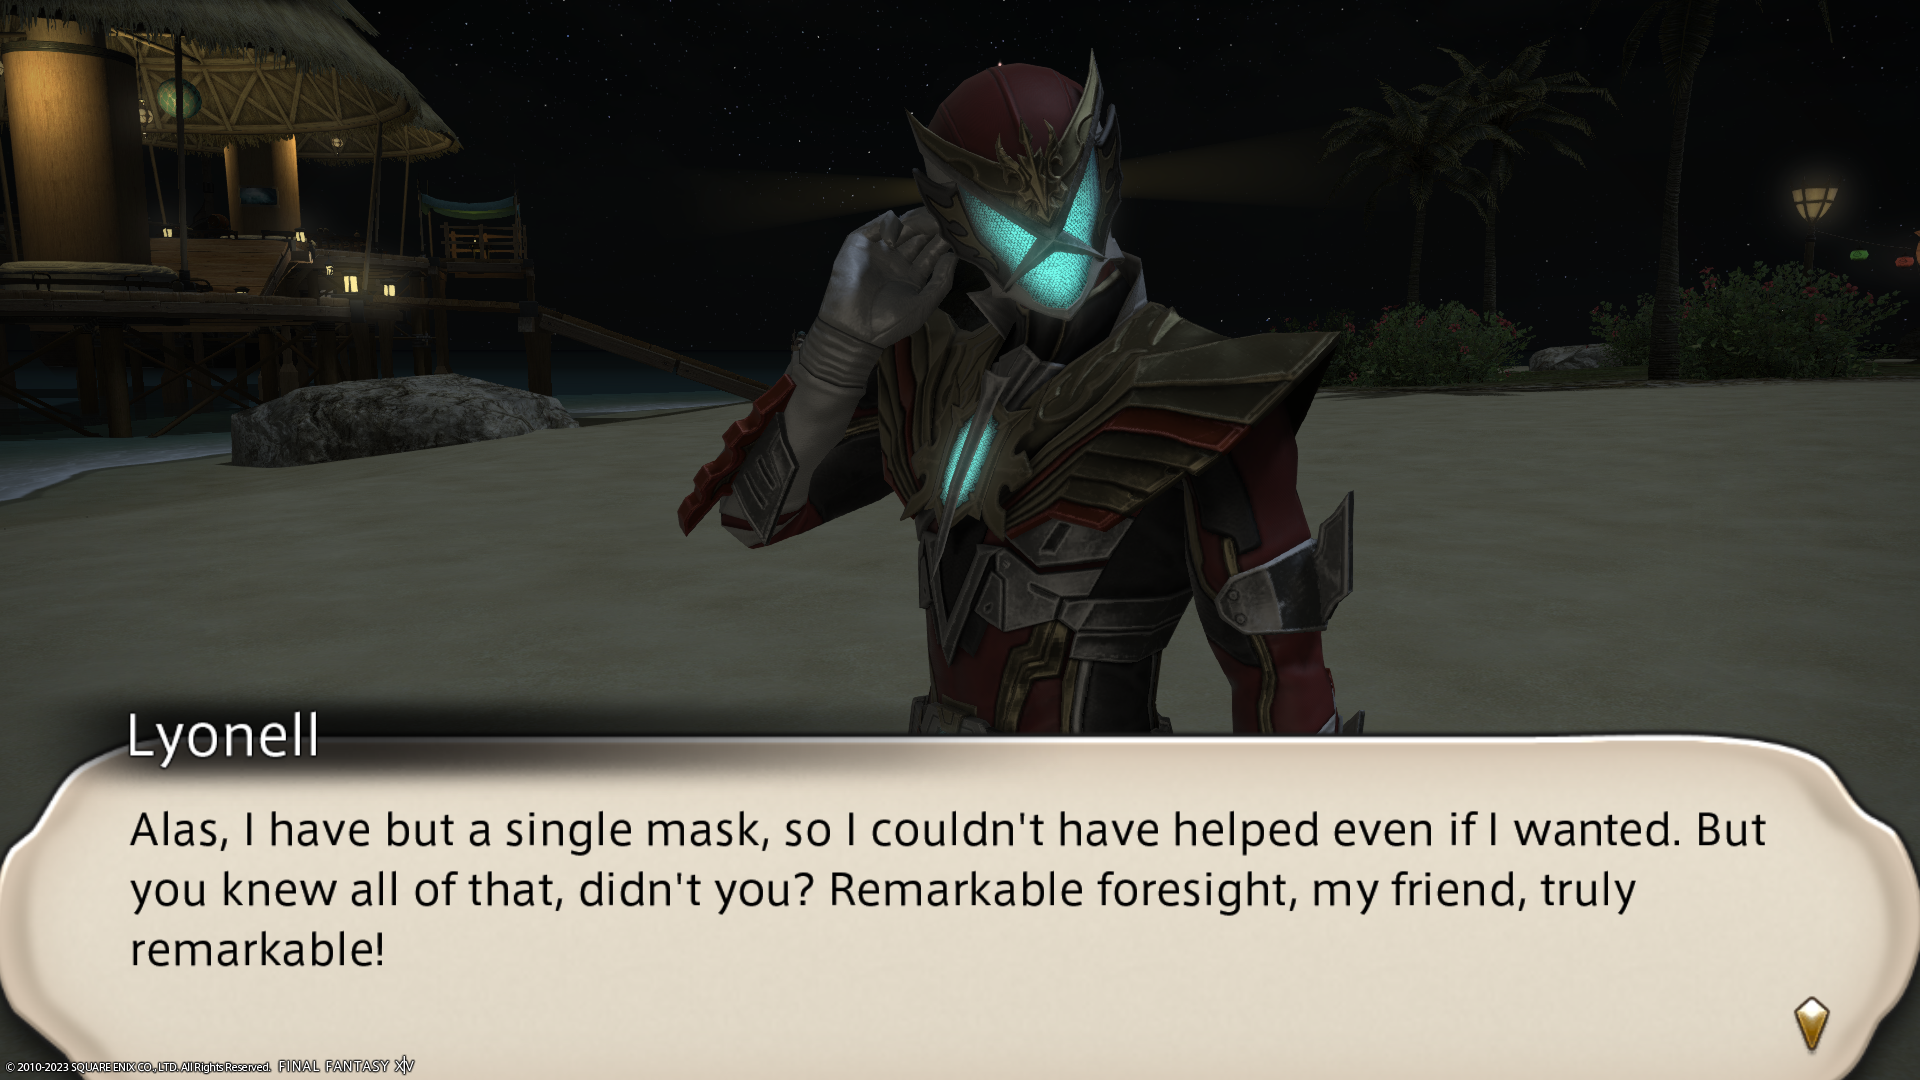 Lyonell
Alas, I have but a single mask, so I couldn't have helped even if I wanted. But
you knew all of that, didn't you? Remarkable foresight, my friend, truly
remarkable!
© 2010-2023 SQUARE ENIX CO., LTD. All Rights Reserved. FINAL FANTASY XIV